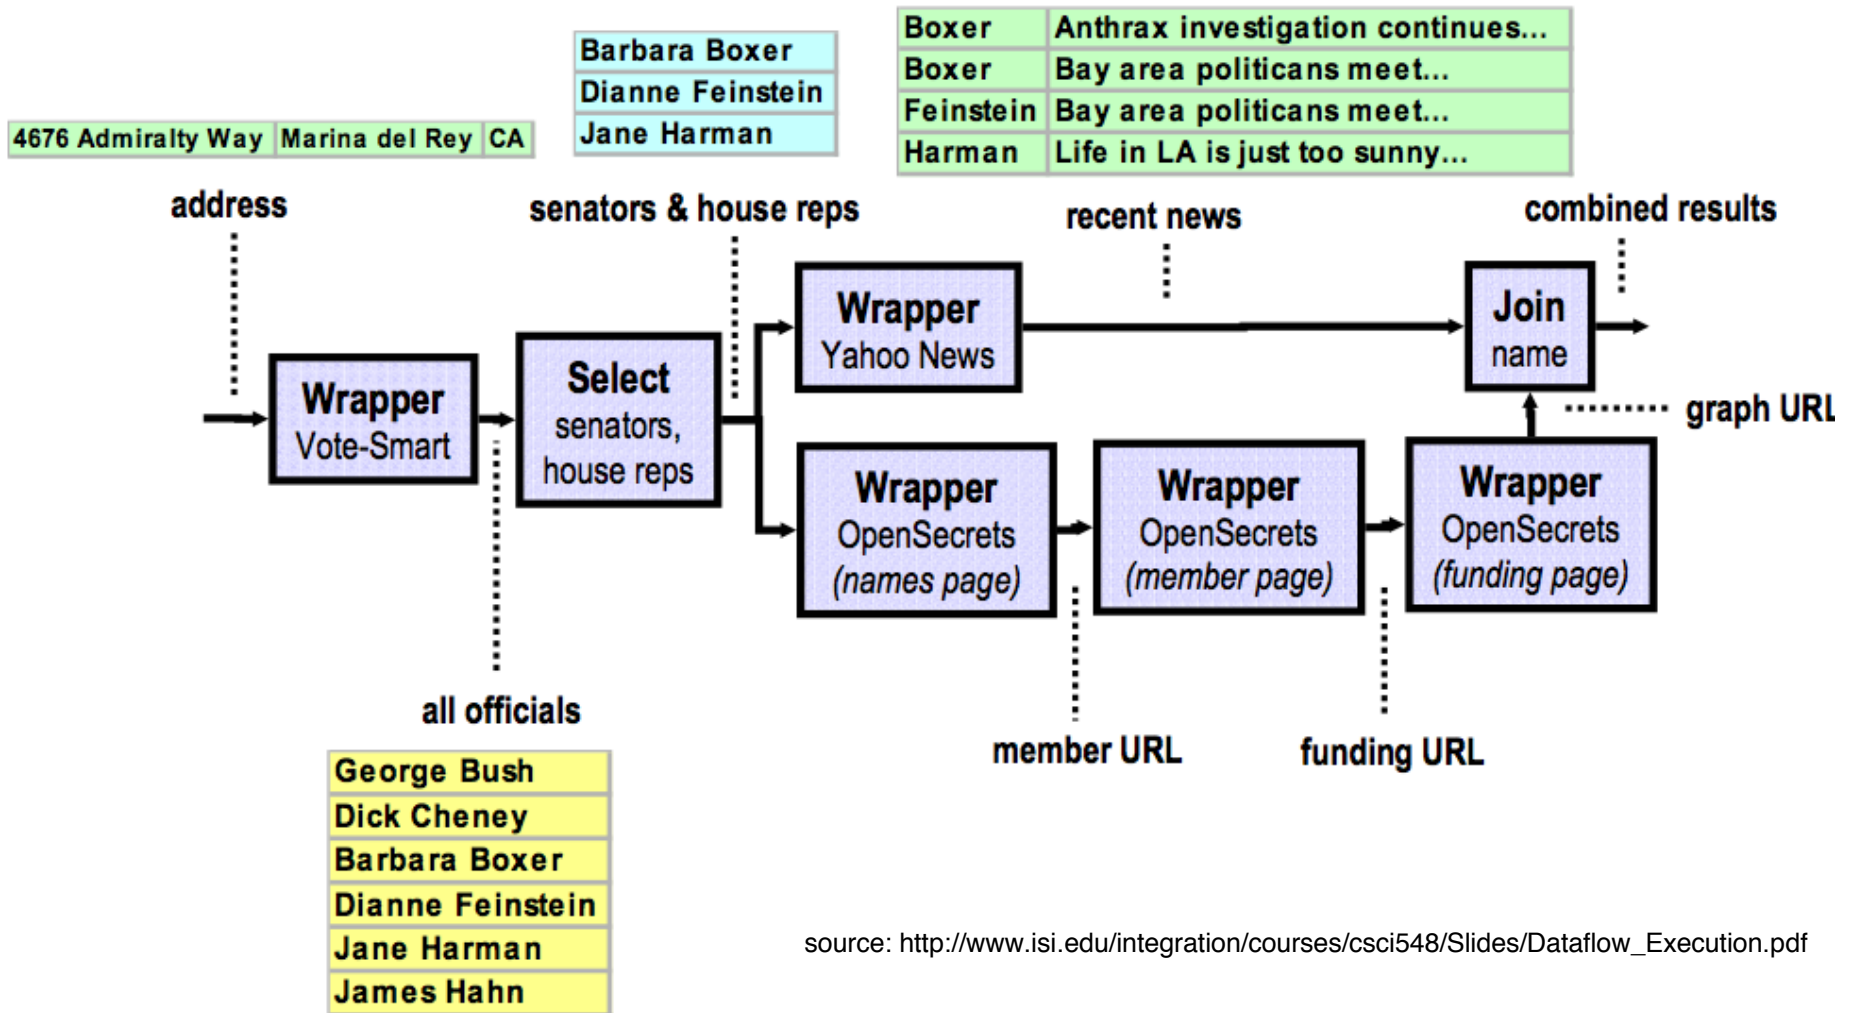 Boxer Anthrax investigation continues...
Boxer Bay area politicans meet...
Feinstein Bay area politicans meet...
Harman Life in LA is just too sunny...
Barbara Boxer
Dianne Feinstein
Jane Harman
4676 Admiralty Way Marina del Rey CA
address
senators & house reps
recent news
combined results
Wrapper
Vote-Smart
Select
senators,
house reps
Wrapper
Yahoo News
Join
name
graph URL
Wrapper
OpenSecrets
(names page)
Wrapper
OpenSecrets
(member page)
Wrapper
OpenSecrets
(funding page)
all officials
member URL
funding URL
George Bush
Dick Cheney
Barbara Boxer
Dianne Feinstein
Jane Harman
James Hahn
source: http://www.isi.edu/integration/courses/csci548/Slides/Dataflow_Execution.pdf